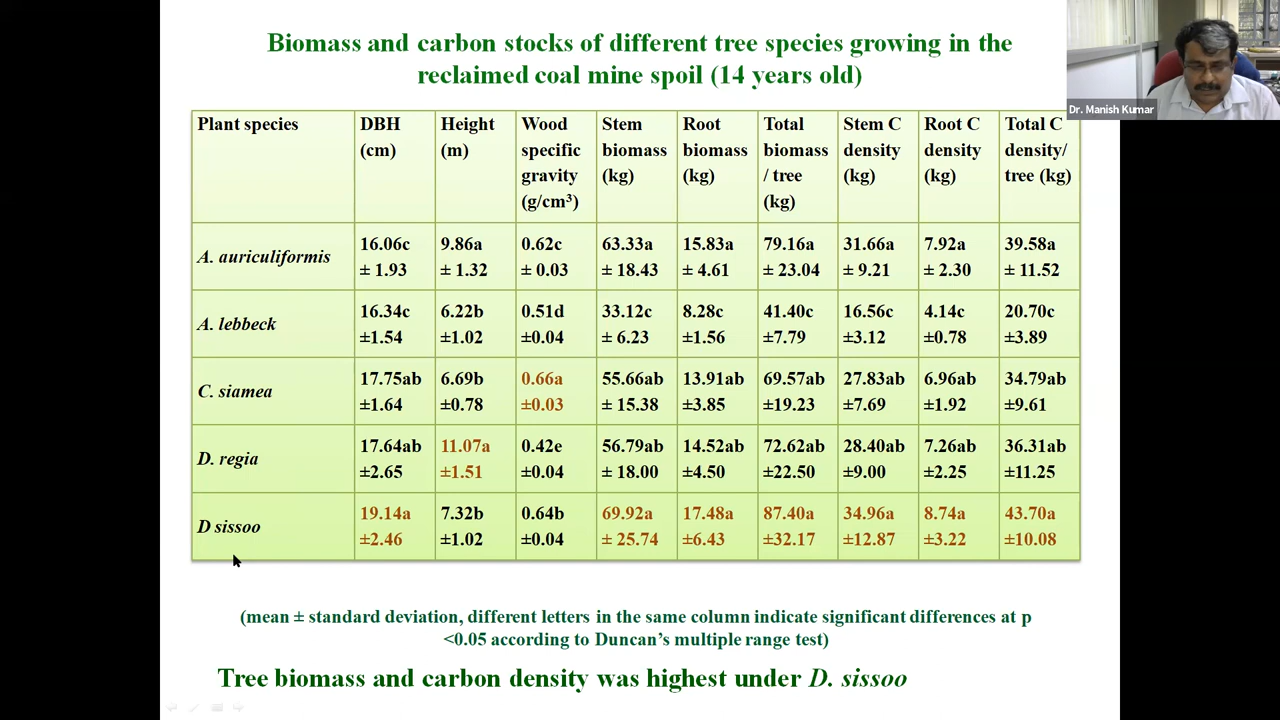 Biomass and carbon stocks of different tree species growing in the
reclaimed coal mine spoil (14 years old)
Dr. Manish Kumar
Plant species DBH (cm) Height (m) Wood specific gravity (g/cm³) Stem biomass (kg) Root biomass (kg) Total biomass / tree (kg) Stem C density (kg) Root C density (kg) Total C density/ tree (kg)
A. auriculiformis 16.06c ± 1.93 9.86a ± 1.32 0.62c ± 0.03 63.33a ± 18.43 15.83a ± 4.61 79.16a ± 23.04 31.66a ± 9.21 7.92a ± 2.30 39.58a ± 11.52
A. lebbeck 16.34c ±1.54 6.22b ±1.02 0.51d ±0.04 33.12c ± 6.23 8.28c ±1.56 41.40c ±7.79 16.56c ±3.12 4.14c ±0.78 20.70c ±3.89
C. siamea 17.75ab ±1.64 6.69b ±0.78 0.66a ±0.03 55.66ab ± 15.38 13.91ab ±3.85 69.57ab ±19.23 27.83ab ±7.69 6.96ab ±1.92 34.79ab ±9.61
D. regia 17.64ab ±2.65 11.07a ±1.51 0.42e ±0.04 56.79ab ± 18.00 14.52ab ±4.50 72.62ab ±22.50 28.40ab ±9.00 7.26ab ±2.25 36.31ab ±11.25
D sissoo 19.14a ±2.46 7.32b ±1.02 0.64b ±0.04 69.92a ± 25.74 17.48a ±6.43 87.40a ±32.17 34.96a ±12.87 8.74a ±3.22 43.70a ±10.08
(mean ± standard deviation, different letters in the same column indicate significant differences at p
<0.05 according to Duncan's multiple range test)
Tree biomass and carbon density was highest under D. sissoo